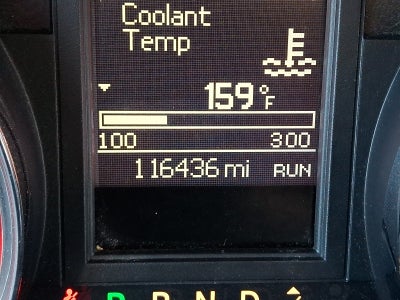 Coolant
Temp
159°F
100 300
116436 mi RUN
P R N D